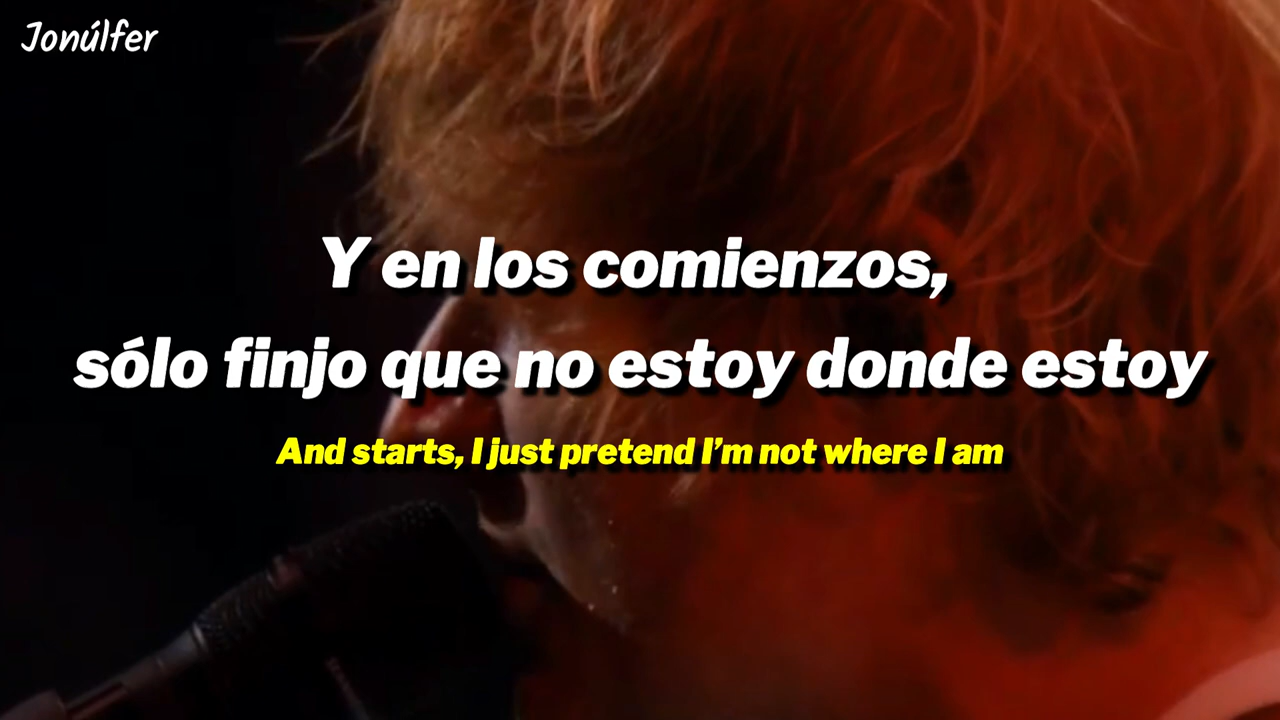 Jonúlfer
Y en los comienzos,
sólo finjo que no estoy donde estoy
And starts, I just pretend I’m not where I am